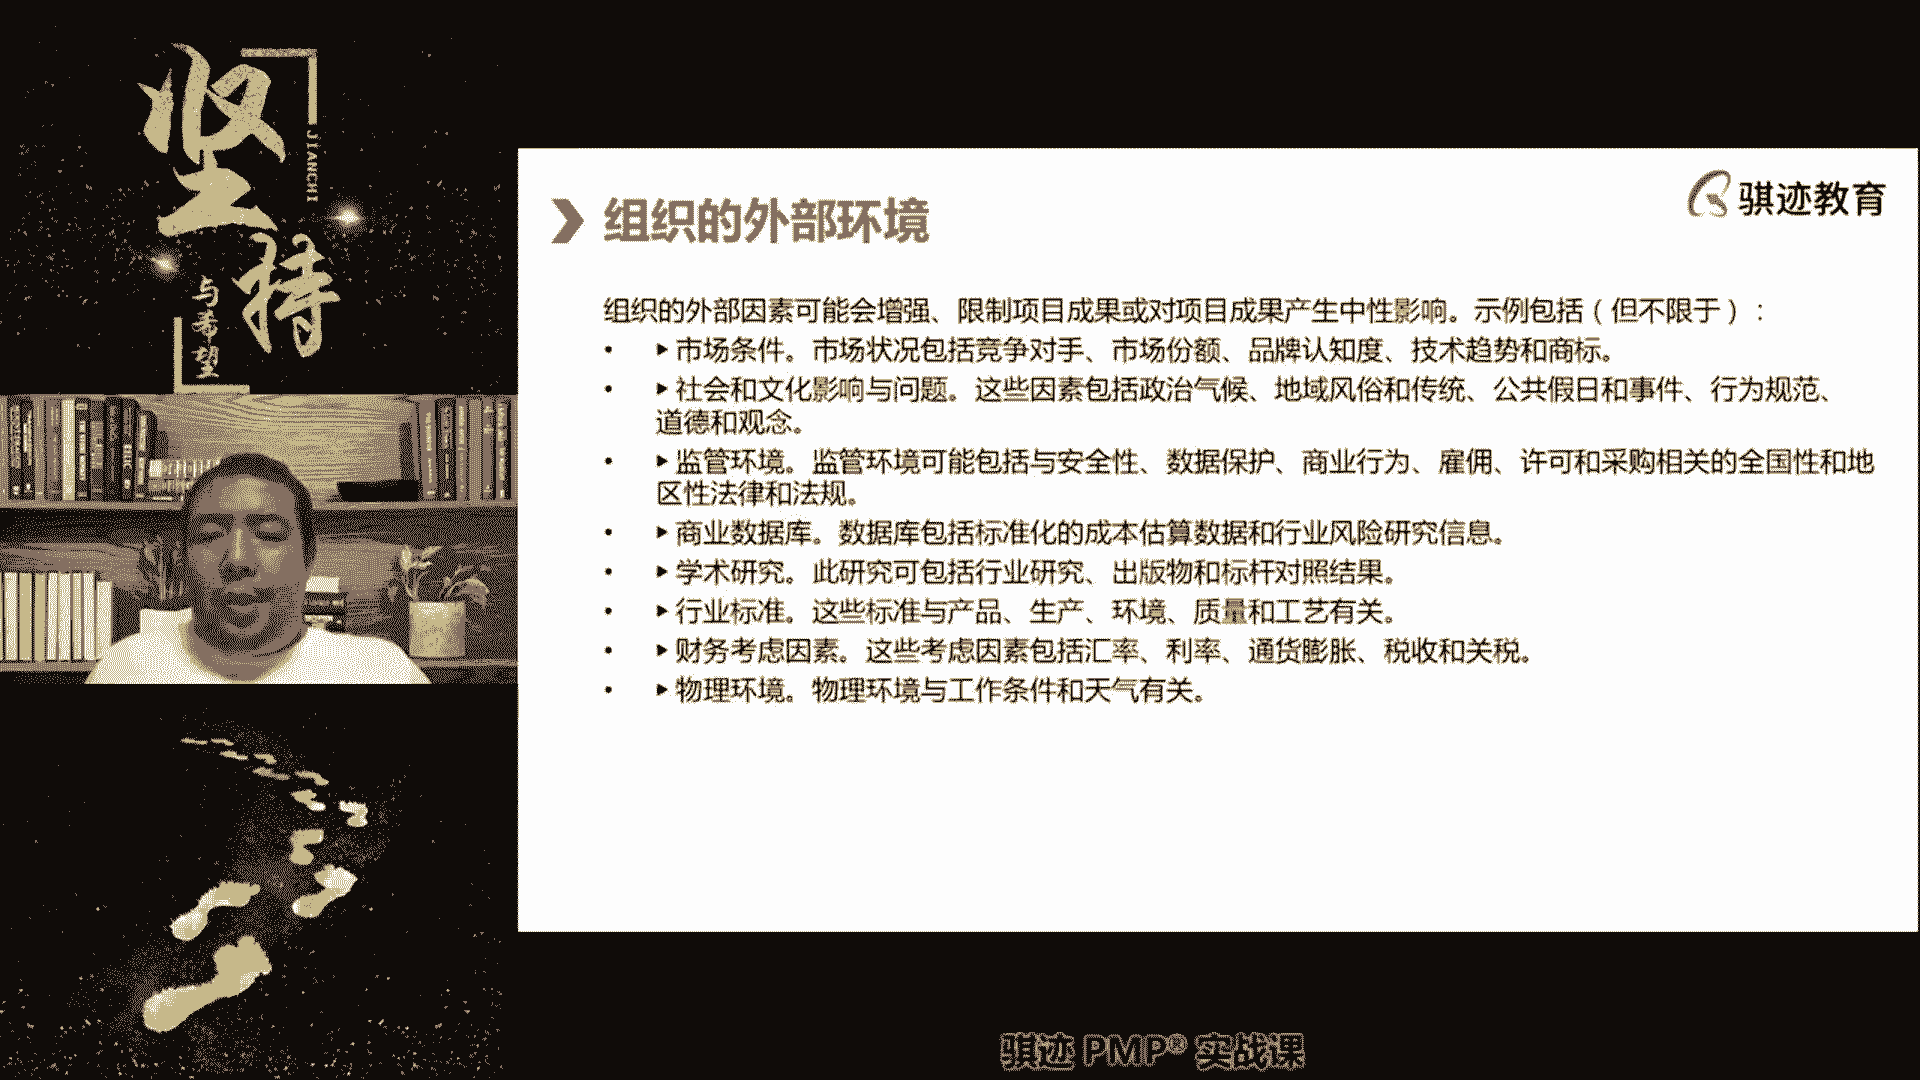 坚持
JIANCHI
与希望
骐迹教育
组织的外部环境
组织的外部因素可能会增强、限制项目成果或对项目成果产生中性影响。示例包括（但不限于）：
• ▶ 市场条件。市场状况包括竞争对手、市场份额、品牌认知度、技术趋势和商标。
• ▶ 社会和文化影响与问题。这些因素包括政治气候、地域风俗和传统、公共假日和事件、行为规范、
道德和观念。
• ▶ 监管环境。监管环境可能包括与安全性、数据保护、商业行为、雇佣、许可和采购相关的全国性和地
区性法律和法规。
• ▶ 商业数据库。数据库包括标准化的成本估算数据和行业风险研究信息。
• ▶ 学术研究。此研究可包括行业研究、出版物和标杆对照结果。
• ▶ 行业标准。这些标准与产品、生产、环境、质量和工艺有关。
• ▶ 财务考虑因素。这些考虑因素包括汇率、利率、通货膨胀、税收和关税。
• ▶ 物理环境。物理环境与工作条件和天气有关。
骐迹 PMP® 实战课